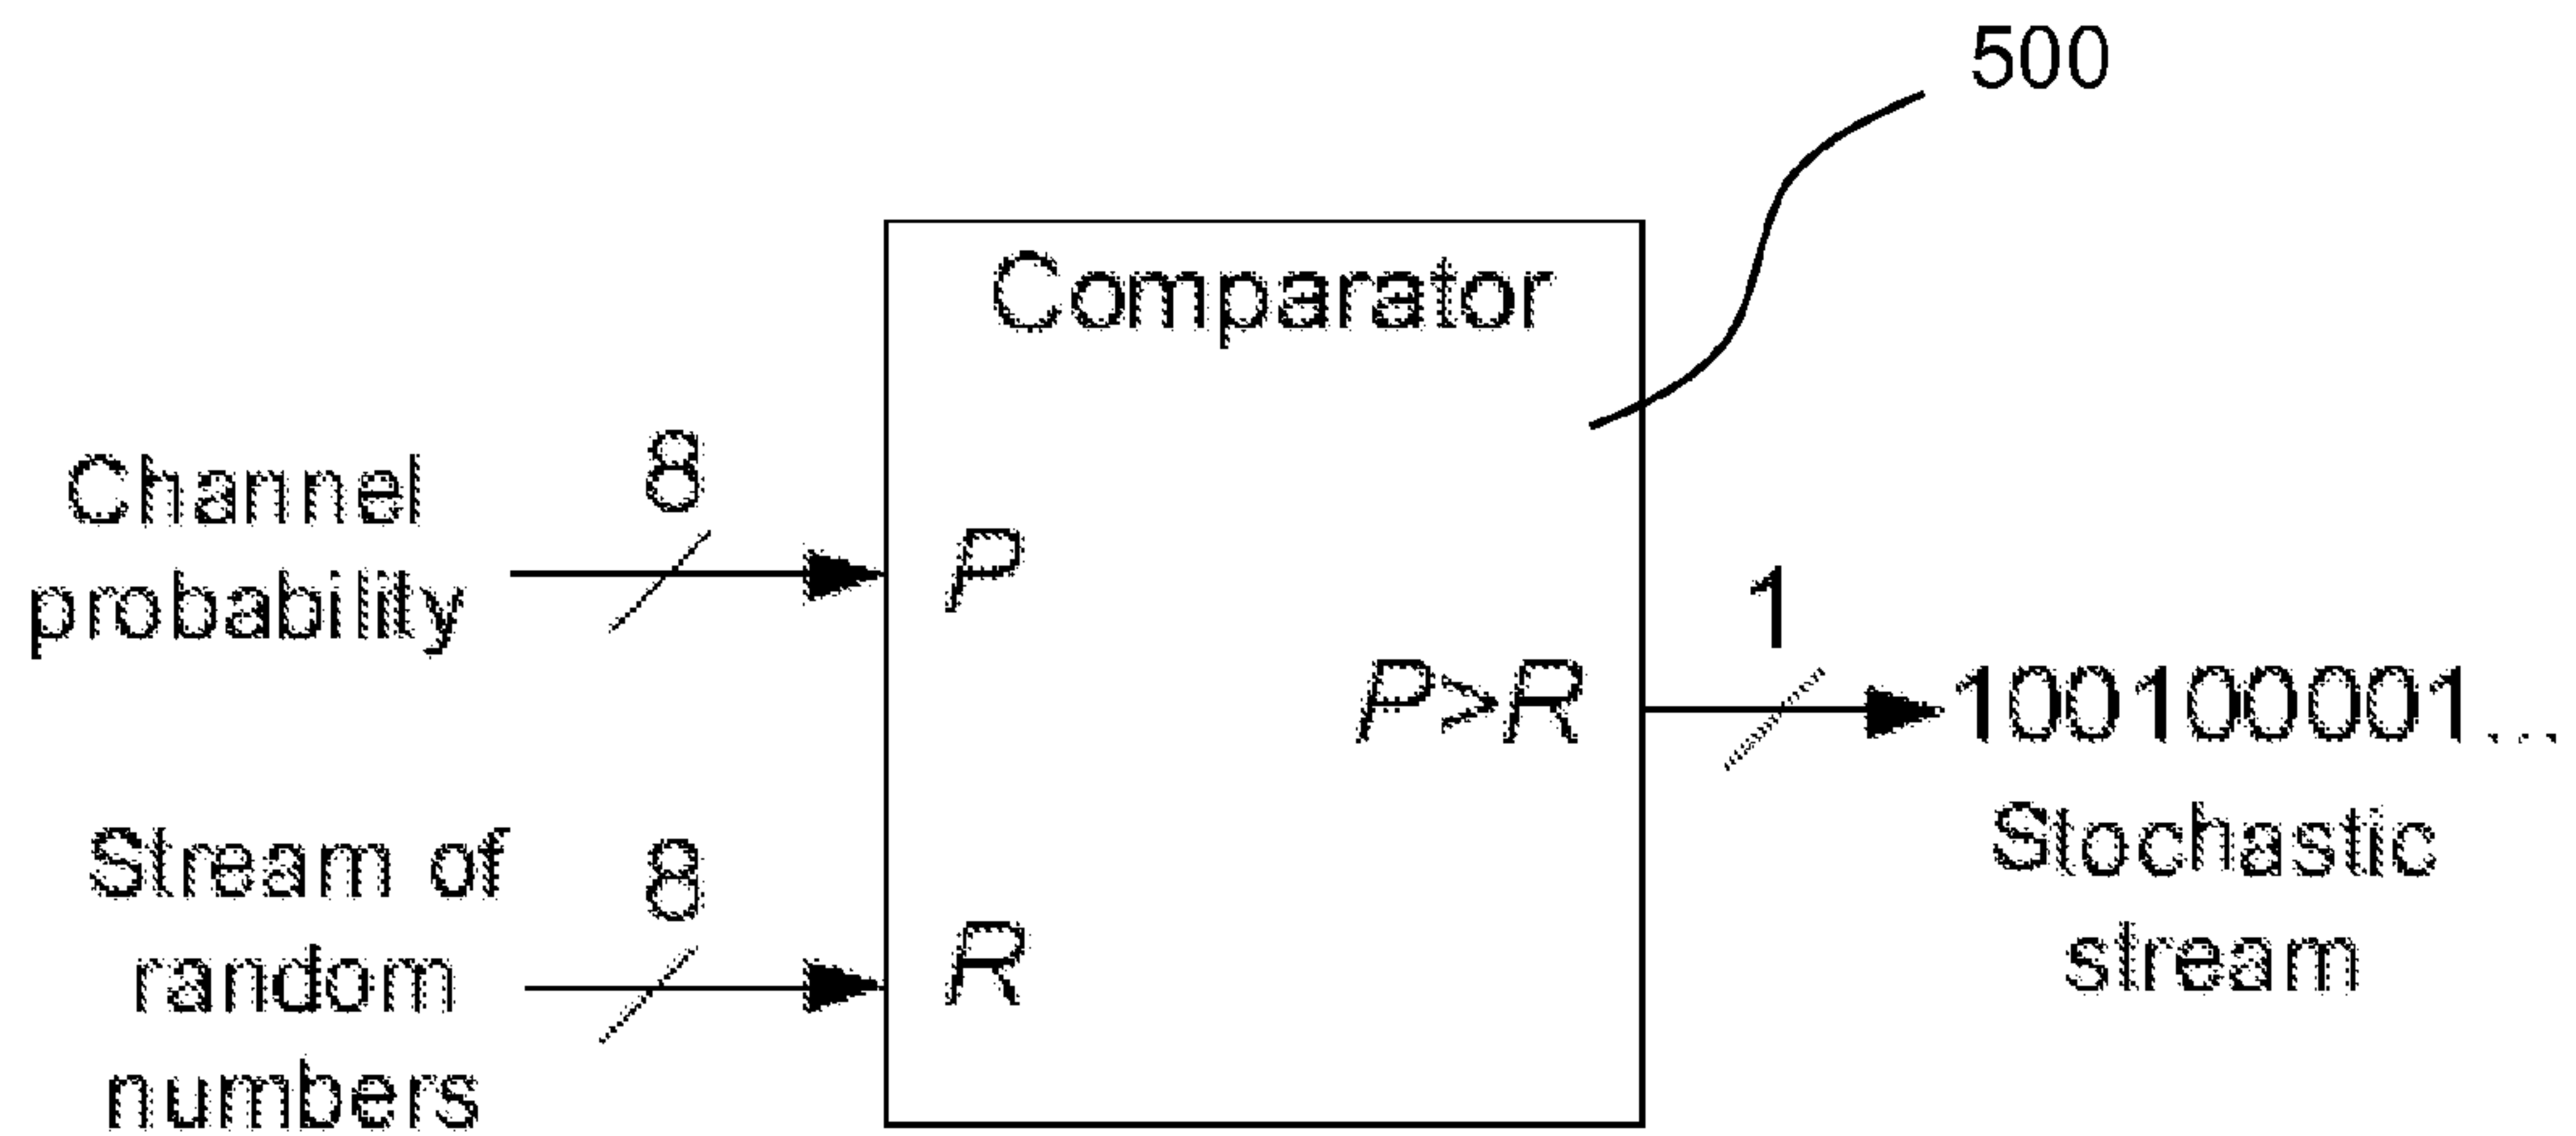 500
Comparator
Channel
probability
8
P
P>R
1
100100001...
Stochastic
stream
Stream of
random
numbers
8
R